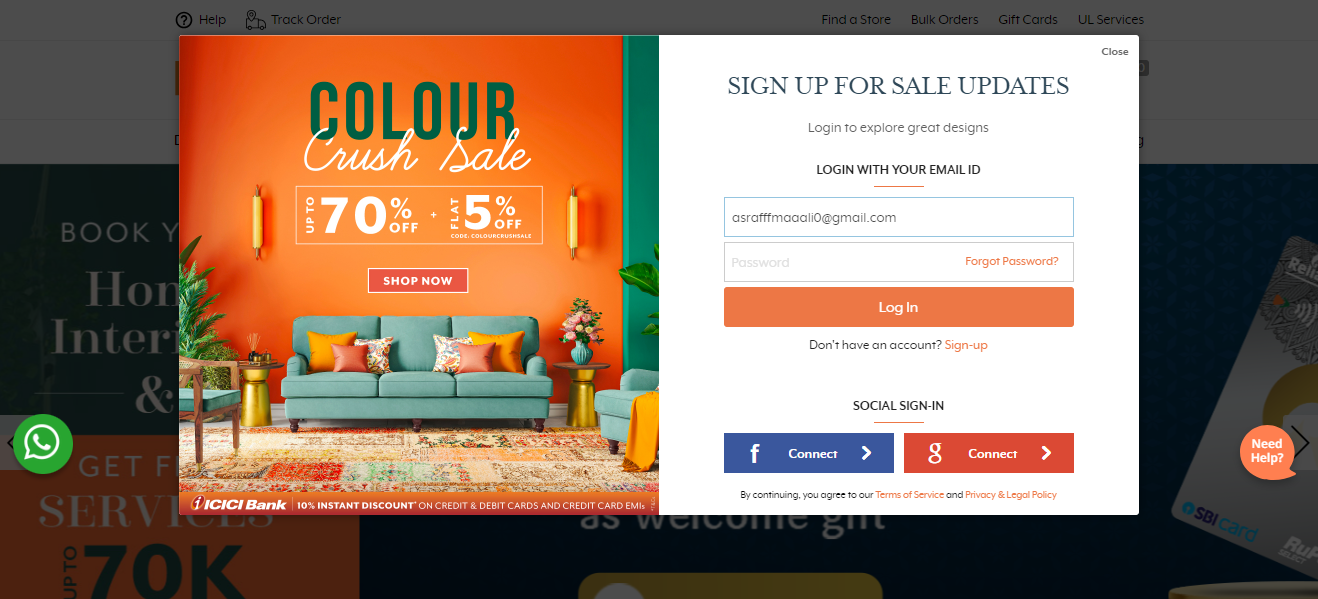 Help
Track Order
Find a Store
Bulk Orders
Gift Cards
UL Services
Close
COLOUR
Crush Sale
UP TO 70% OFF + FLAT 5% OFF
CODE: COLOURCRUSHSALE
SHOP NOW
ICICI Bank 10% INSTANT DISCOUNT* ON CREDIT & DEBIT CARDS AND CREDIT CARD EMIs
SIGN UP FOR SALE UPDATES
Login to explore great designs
LOGIN WITH YOUR EMAIL ID
asrafffmaaali0@gmail.com
Password
Forgot Password?
Log In
Don't have an account? Sign-up
SOCIAL SIGN-IN
f Connect
g Connect
By continuing, you agree to our Terms of Service and Privacy & Legal Policy
BOOK
&
GET
SERVICES
UP TO 70K
as welcome gift
SBI card
SELECT
Need
Help?